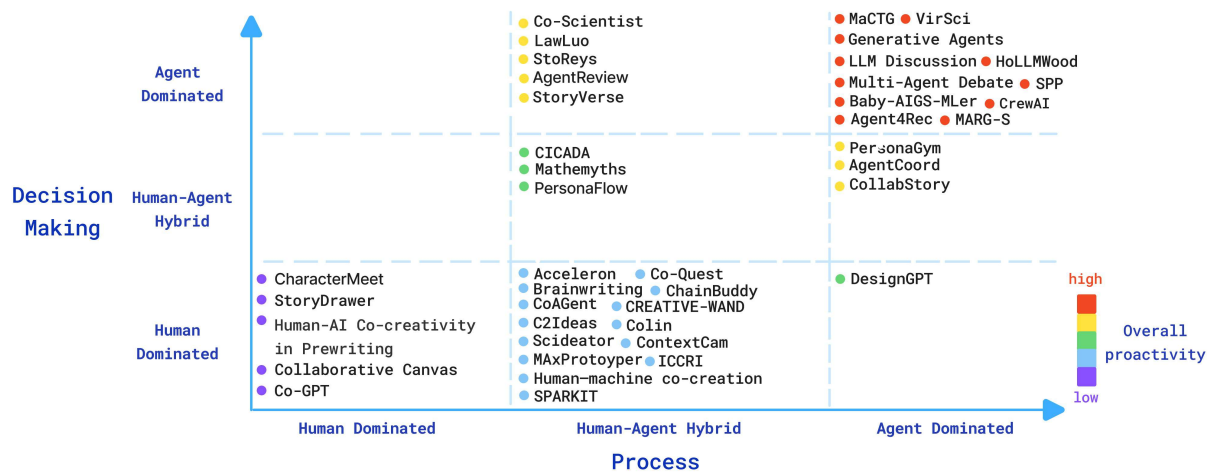 Co-Scientist
LawLuo
StoReys
AgentReview
StoryVerse
MaCTG VirSci
Generative Agents
LLM Discussion HoLLMWood
Multi-Agent Debate SPP
Baby-AIGS-MLer CrewAI
Agent4Rec MARG-S
Agent
Dominated
CICADA
Mathemyths
PersonaFlow
PersonaGym
AgentCoord
CollabStory
Decision
Making
Human-Agent
Hybrid
CharacterMeet
StoryDrawer
Human-AI Co-creativity
in Prewriting
Collaborative Canvas
Co-GPT
Acceleron Co-Quest
Brainwriting ChainBuddy
CoAGent CREATIVE-WAND
C2Ideas Colin
Scideator ContextCam
MAxProtoyper ICCRI
Human-machine co-creation
SPARKIT
DesignGPT
Human
Dominated
high
Overall
proactivity
low
Human Dominated
Human-Agent Hybrid
Agent Dominated
Process